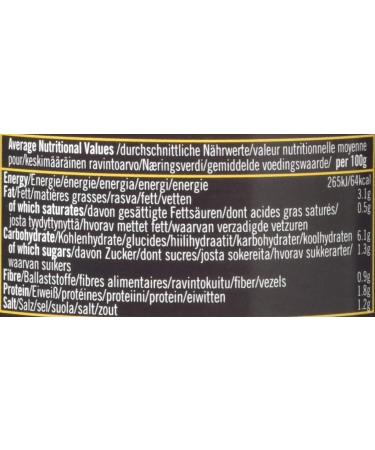 Average Nutritional Values /durchschnittliche Nährwerte/valeur nutritionnelle moyenne
pour/keskimääräinen ravintoarvo/Næringsverdi/gemiddelde voedingswaarde/ per 100g
Energy/Energie/énergie/energia/energi/energie 265kJ/64kcal
Fat/Fett/matières grasses/rasva/fett/vetten 3.1g
of which saturates/davon gesättigte Fettsäuren/dont acides gras saturés/ 0.5g
josta tyydyttynyttä/hvorav mettet fett/waarvan verzadigde vetzuren
Carbohydrate/Kohlenhydrate/glucides/hiilihydraatit/karbohydrater/koolhydraten 6.1g
of which sugars/davon Zucker/dont sucres/josta sokereita/hvorav sukkerarter/ 1.3g
waarvan suikers
Fibre/Ballaststoffe/fibres alimentaires/ravintokuitu/fiber/vezels 0.9g
Protein/Eiweiß/protéines/proteiini/protein/eiwitten 1.8g
Salt/Salz/sel/suola/salt/zout 1.2g